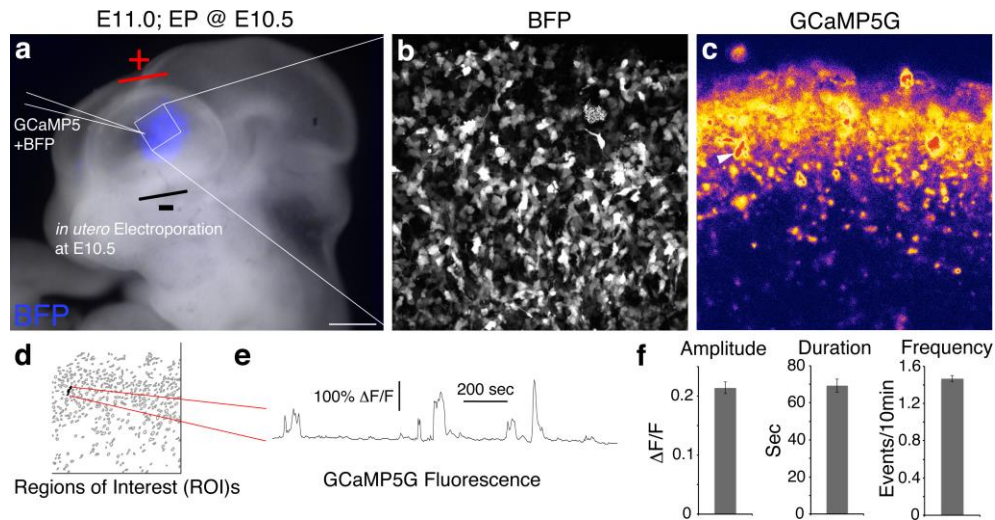 E11.0; EP @ E10.5
BFP
GCaMP5G
a
+
GCaMP5
+BFP
-
in utero Electroporation
at E10.5
BFP
b
c
d
Regions of Interest (ROI)s
e
100% ΔF/F
200 sec
GCaMP5G Fluorescence
f
Amplitude
Duration
Frequency
ΔF/F
0.2
0.1
0
Sec
80
60
40
20
0
Events/10min
1.6
1.2
0.8
0.4
0